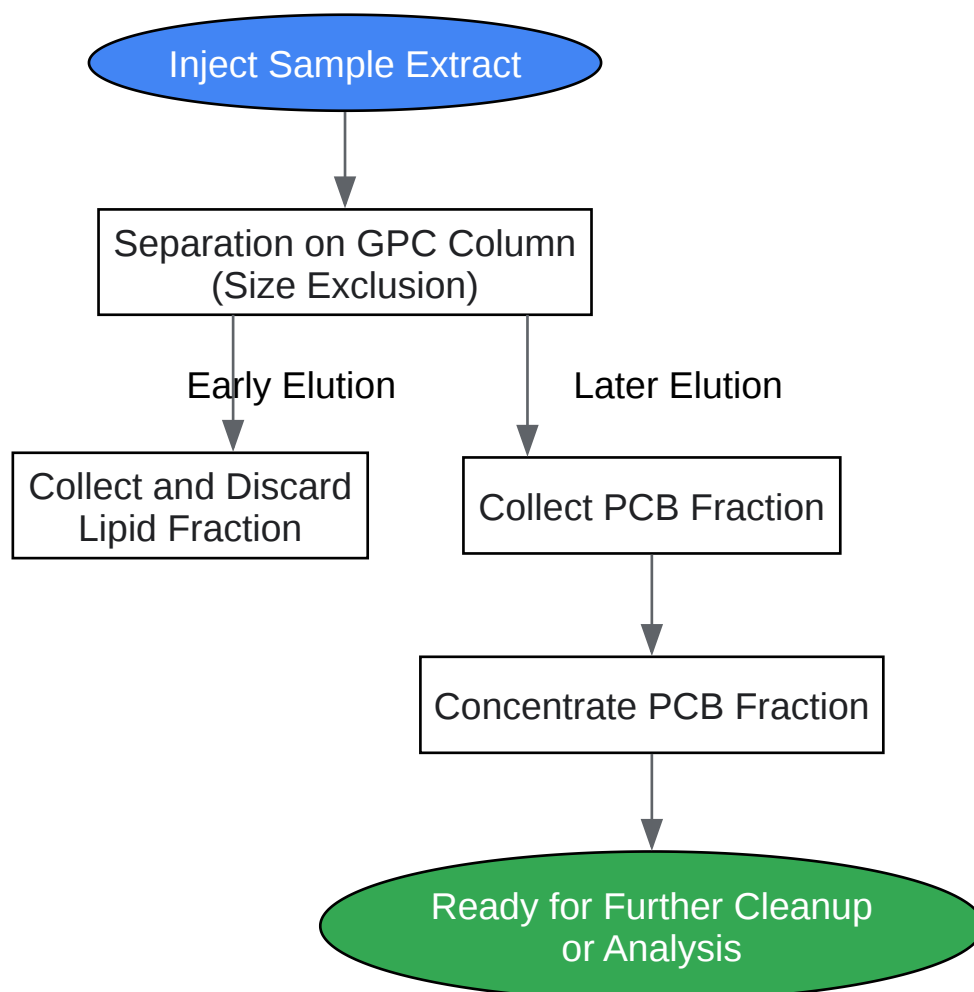 Inject Sample Extract
Separation on GPC Column
(Size Exclusion)
Early Elution
Later Elution
Collect and Discard
Lipid Fraction
Collect PCB Fraction
Concentrate PCB Fraction
Ready for Further Cleanup
or Analysis